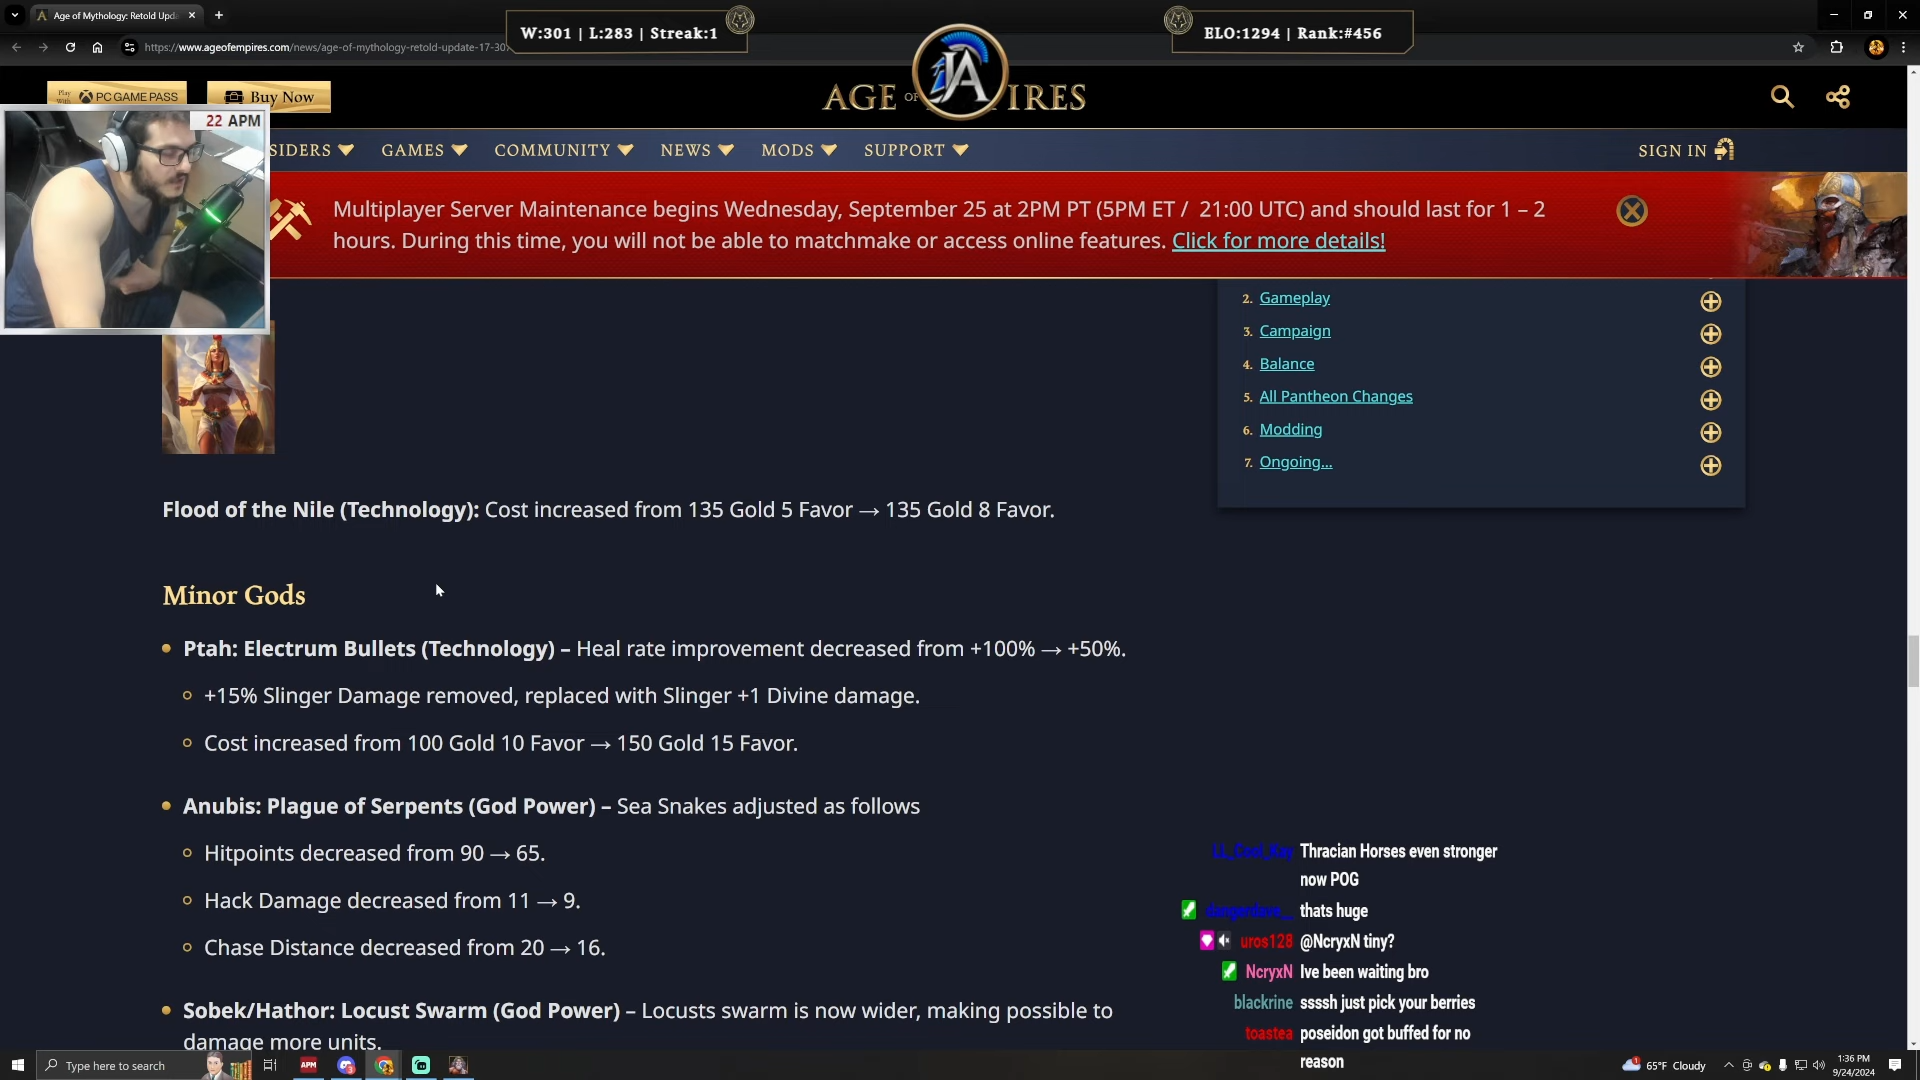 Age of Mythology: Retold Upd
https://www.ageofempires.com/news/age-of-mythology-retold-update-17-30
W:301 | L:283 | Streak:1
ELO:1294 | Rank:#456
Play
With
PC GAME PASS
Buy Now
AGE OF
IRES
22 APM
SIDERS
GAMES
COMMUNITY
NEWS
MODS
SUPPORT
SIGN IN
Multiplayer Server Maintenance begins Wednesday, September 25 at 2PM PT (5PM ET / 21:00 UTC) and should last for 1 – 2
hours. During this time, you will not be able to matchmake or access online features. Click for more details!
2. Gameplay
3. Campaign
4. Balance
5. All Pantheon Changes
6. Modding
7. Ongoing...
Flood of the Nile (Technology): Cost increased from 135 Gold 5 Favor → 135 Gold 8 Favor.
Minor Gods
Ptah: Electrum Bullets (Technology) – Heal rate improvement decreased from +100% → +50%.
+15% Slinger Damage removed, replaced with Slinger +1 Divine damage.
Cost increased from 100 Gold 10 Favor → 150 Gold 15 Favor.
Anubis: Plague of Serpents (God Power) – Sea Snakes adjusted as follows
Hitpoints decreased from 90 → 65.
Hack Damage decreased from 11 → 9.
Chase Distance decreased from 20 → 16.
Sobek/Hathor: Locust Swarm (God Power) – Locusts swarm is now wider, making possible to
damage more units.
Thracian Horses even stronger
now POG
thats huge
uros128 @NcryxN tiny?
NcryxN Ive been waiting bro
blackrine ssssh just pick your berries
toastea poseidon got buffed for no
reason
Type here to search
APM
65°F Cloudy
1:36 PM
9/24/2024